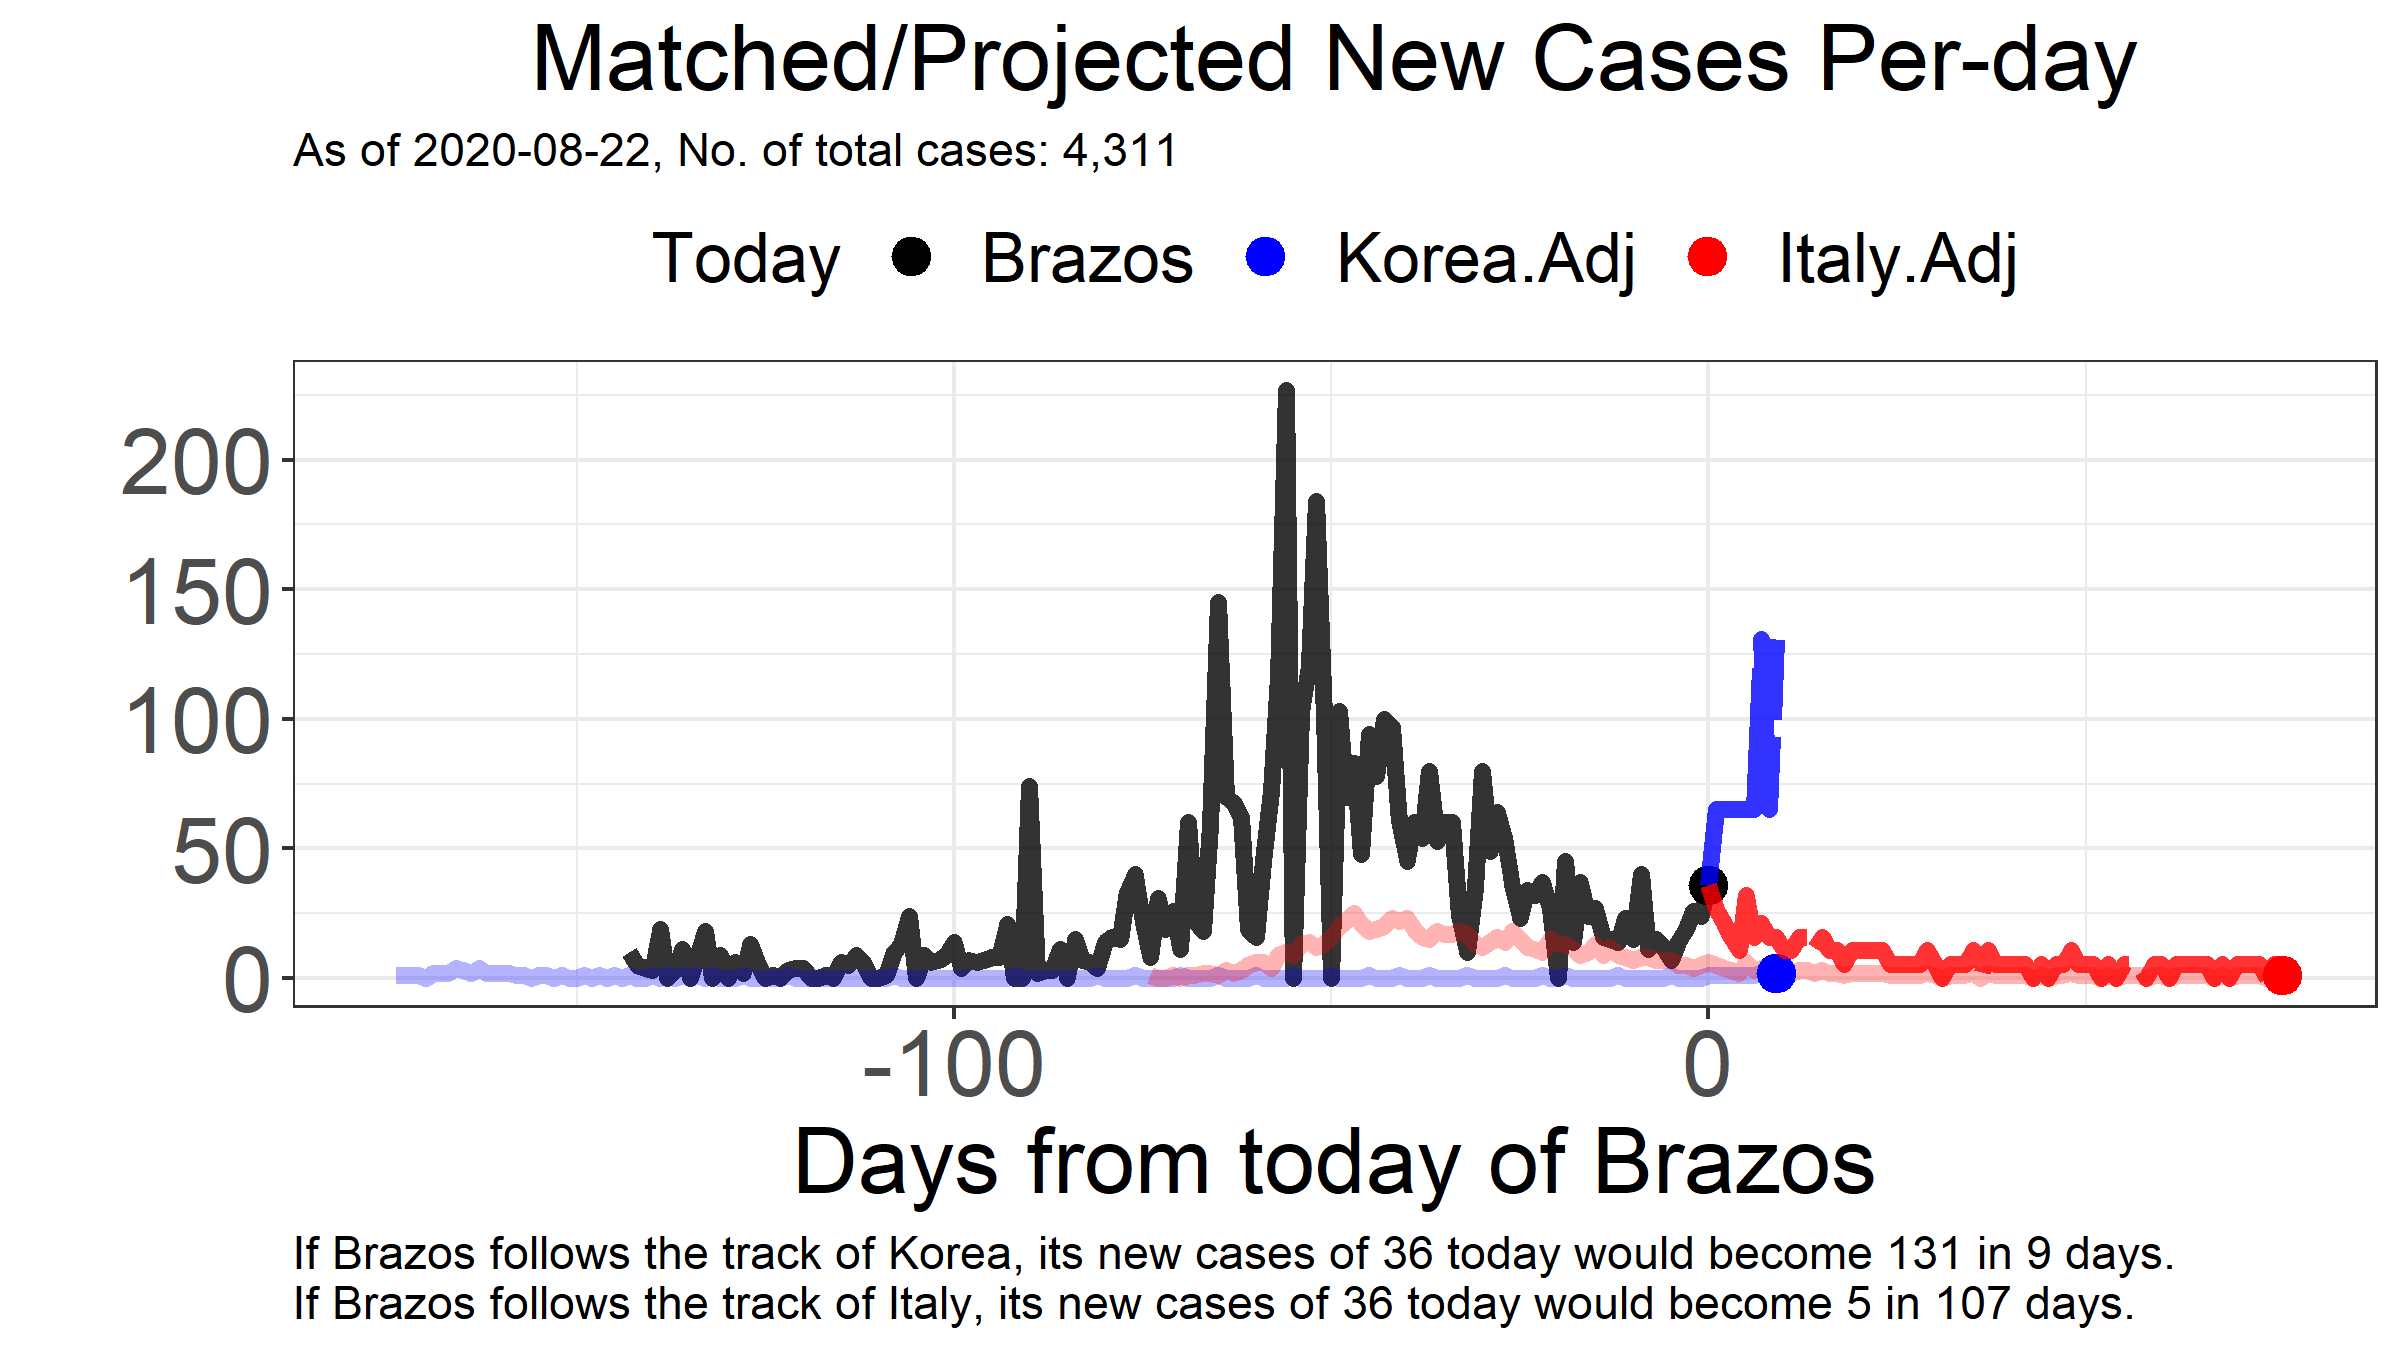 Matched/Projected New Cases Per-day
As of 2020-08-22, No. of total cases: 4,311
Today Brazos Korea.Adj Italy.Adj
200
150
100
50
0
-100 0
Days from today of Brazos
If Brazos follows the track of Korea, its new cases of 36 today would become 131 in 9 days.
If Brazos follows the track of Italy, its new cases of 36 today would become 5 in 107 days.